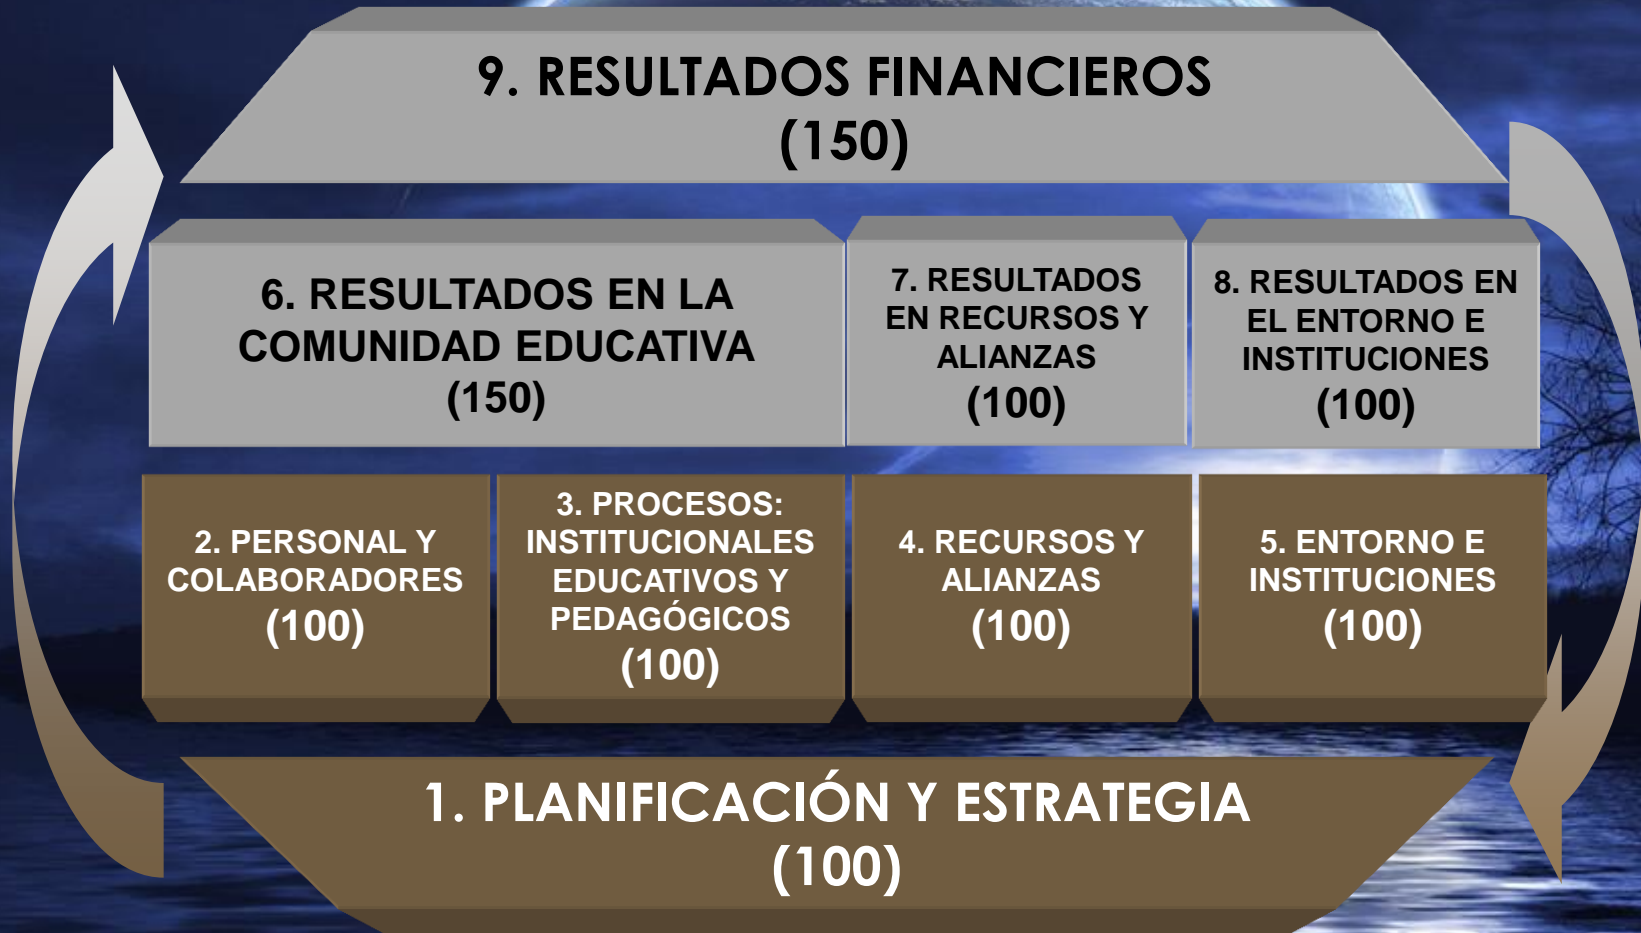 9. RESULTADOS FINANCIEROS
(150)
6. RESULTADOS EN LA
COMUNIDAD EDUCATIVA
(150)
7. RESULTADOS
EN RECURSOS Y
ALIANZAS
(100)
8. RESULTADOS EN
EL ENTORNO E
INSTITUCIONES
(100)
2. PERSONAL Y
COLABORADORES
(100)
3. PROCESOS:
INSTITUCIONALES
EDUCATIVOS Y
PEDAGÓGICOS
(100)
4. RECURSOS Y
ALIANZAS
(100)
5. ENTORNO E
INSTITUCIONES
(100)
1. PLANIFICACIÓN Y ESTRATEGIA
(100)